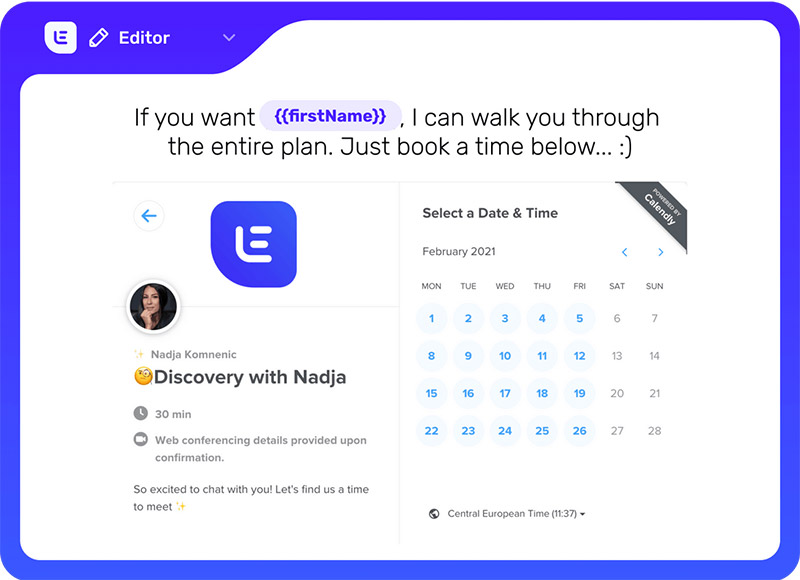 LE Editor
If you want {{firstName}}, I can walk you through
the entire plan. Just book a time below... :)
LE
Nadja Komnenic
Discovery with Nadja
30 min
Web conferencing details provided upon
confirmation.
So excited to chat with you! Let's find us a time
to meet
POWERED BY
Calendly
Select a Date & Time
February 2021
MON TUE WED THU FRI SAT SUN
1 2 3 4 5 6 7
8 9 10 11 12 13 14
15 16 17 18 19 20 21
22 23 24 25 26 27 28
Central European Time (11:37)